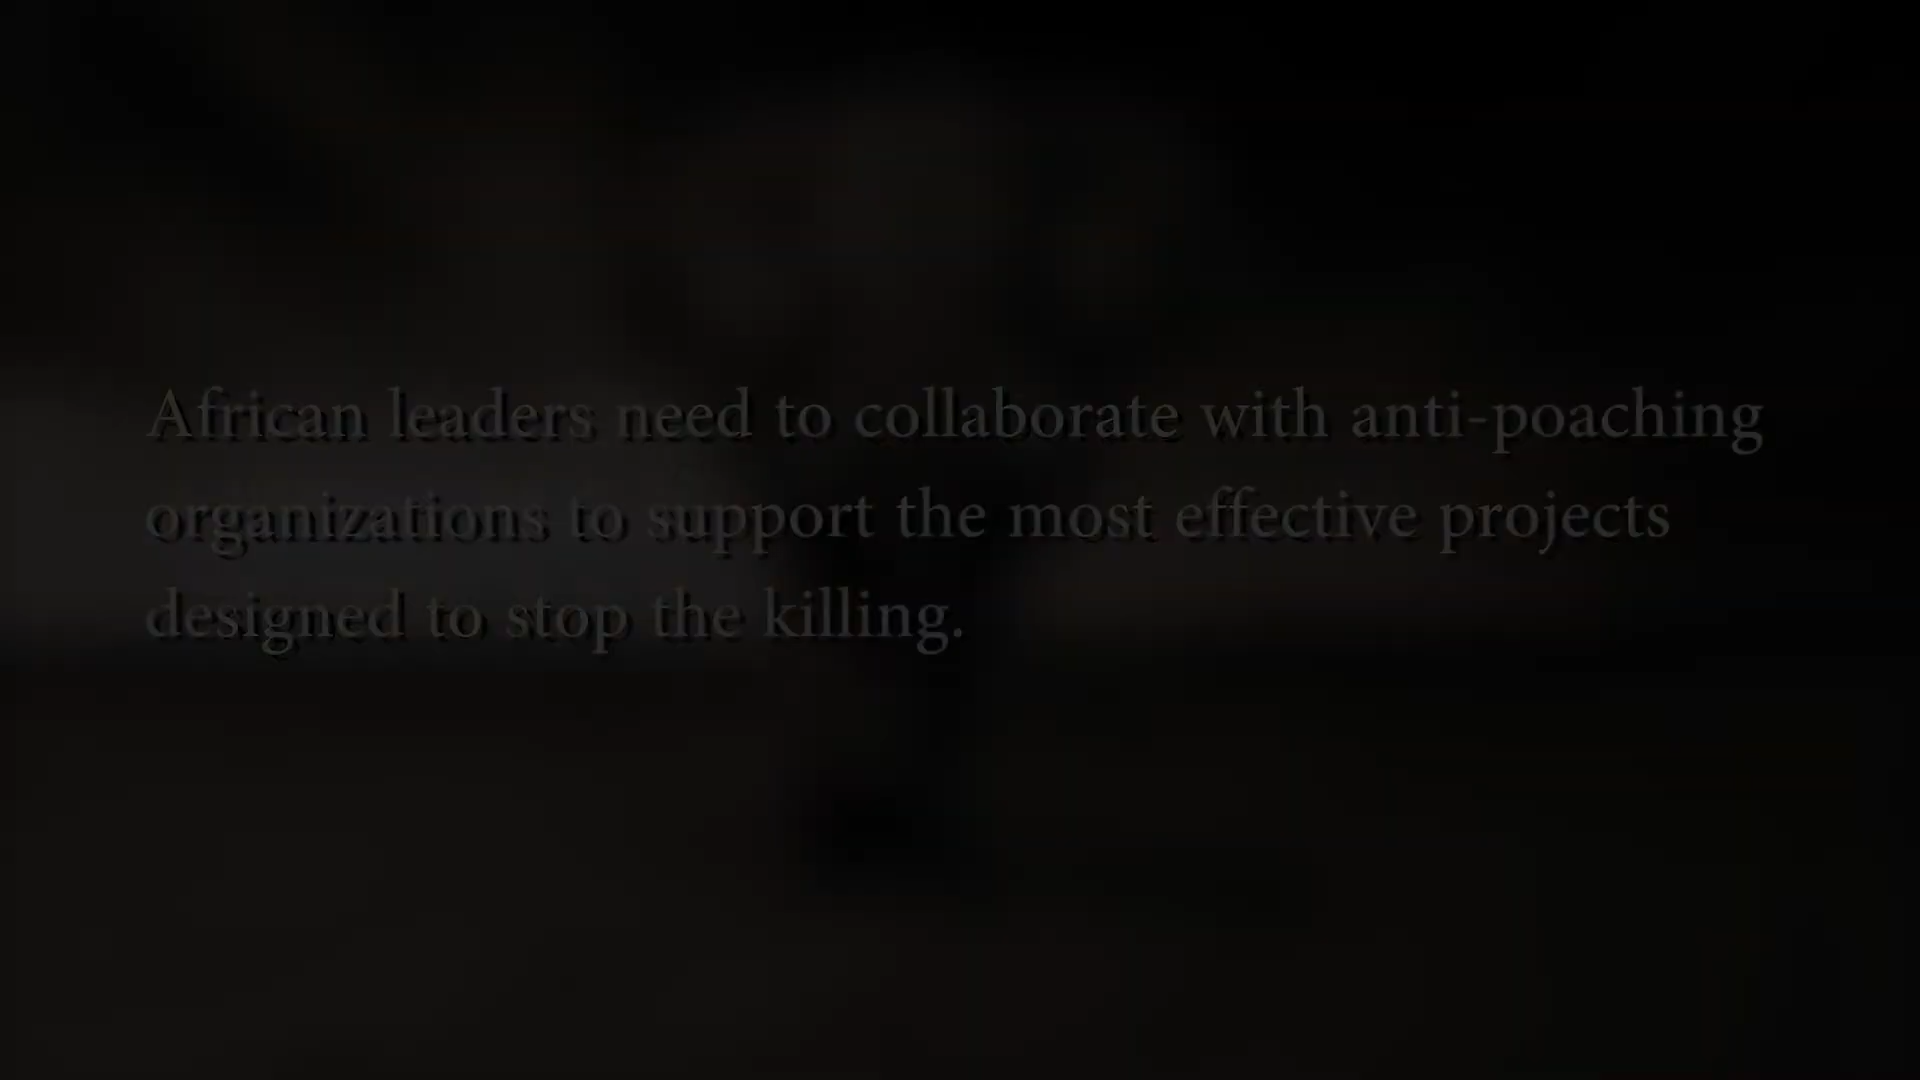 African leaders need to collaborate with anti-poaching
organizations to support the most effective projects
designed to stop the killing.